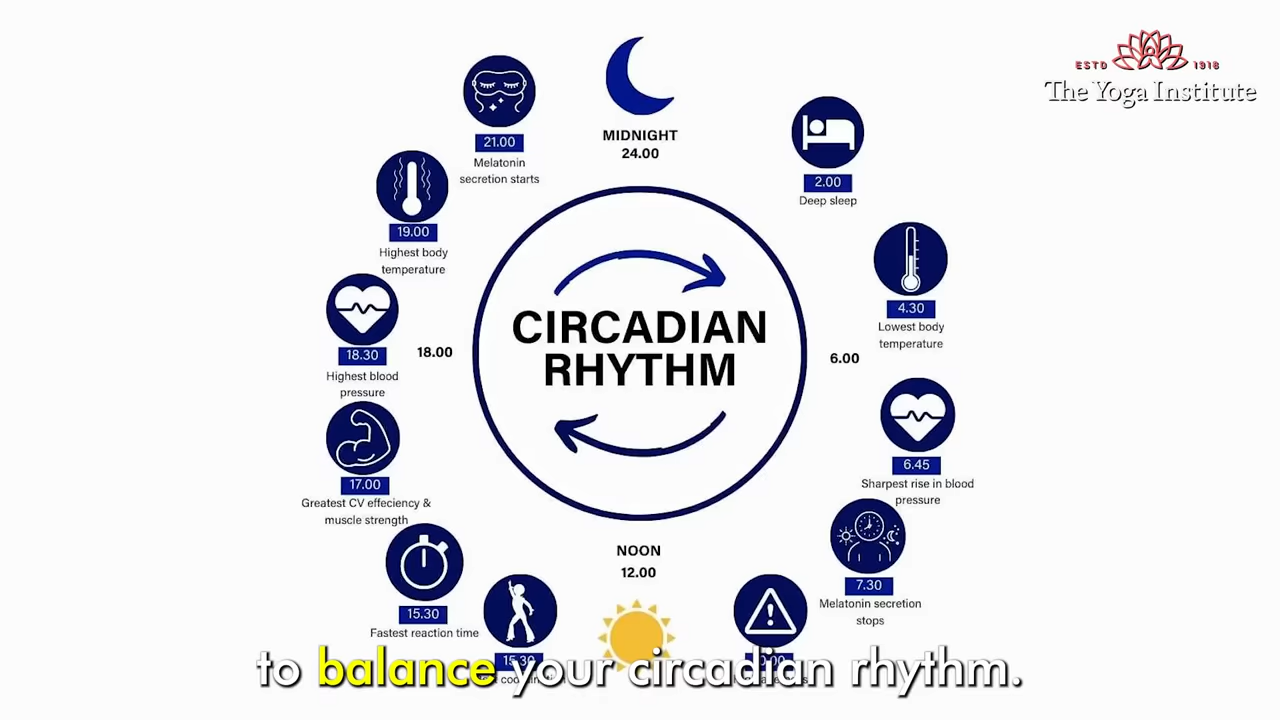 ESTD 1918
The Yoga Institute
MIDNIGHT
24.00
2.00
Deep sleep
4.30
Lowest body
temperature
6.00
6.45
Sharpest rise in blood
pressure
7.30
Melatonin secretion
stops
NOON
12.00
15.30
Fastest reaction time
17.00
Greatest CV effeciency &
muscle strength
18.00
18.30
Highest blood
pressure
19.00
Highest body
temperature
21.00
Melatonin
secretion starts
CIRCADIAN
RHYTHM
to balance your circadian rhythm.